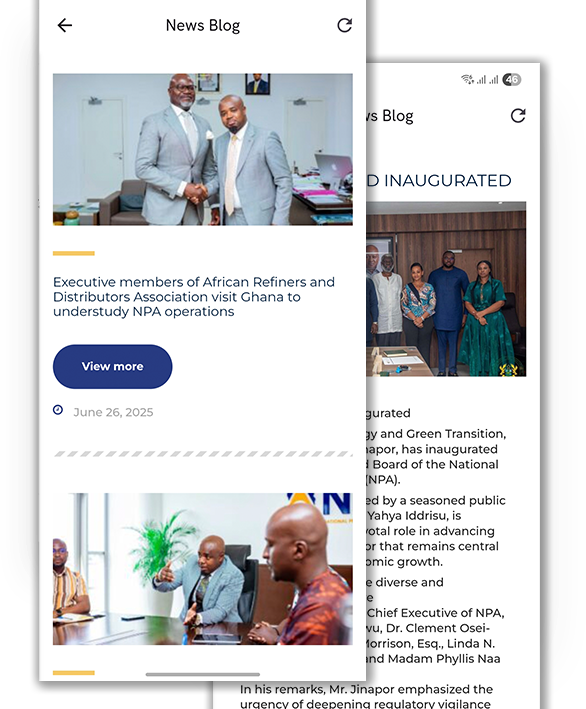 News Blog
Executive members of African Refiners and
Distributors Association visit Ghana to
understudy NPA operations
View more
June 26, 2025
46
vs Blog
D INAUGURATED
gurated
gy and Green Transition,
napor, has inaugurated
d Board of the National
(NPA).
ed by a seasoned public
Yahya Iddrisu, is
votal role in advancing
or that remains central
omic growth.
e diverse and
e
Chief Executive of NPA,
wu, Dr. Clement Osei-
Morrison, Esq., Linda N.
and Madam Phyllis Naa
In his remarks, Mr. Jinapor emphasized the
urgency of deepening regulatory vigilance